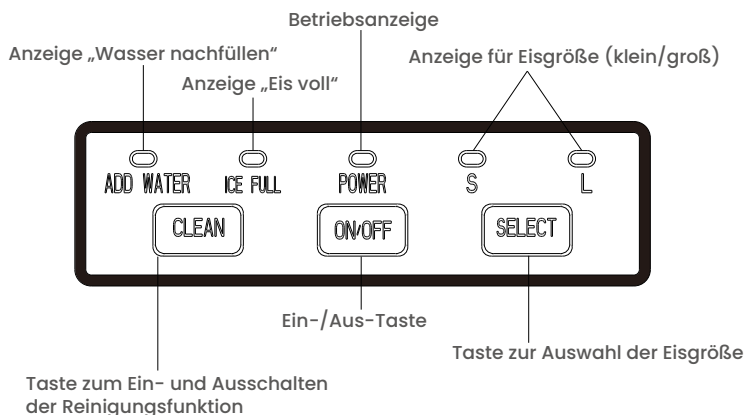 Betriebsanzeige
Anzeige „Wasser nachfüllen“
Anzeige für Eisgröße (klein/groß)
Anzeige „Eis voll“
ADD WATER
ICE FULL
POWER
S
L
CLEAN
ON/OFF
SELECT
Ein-/Aus-Taste
Taste zur Auswahl der Eisgröße
Taste zum Ein- und Ausschalten
der Reinigungsfunktion